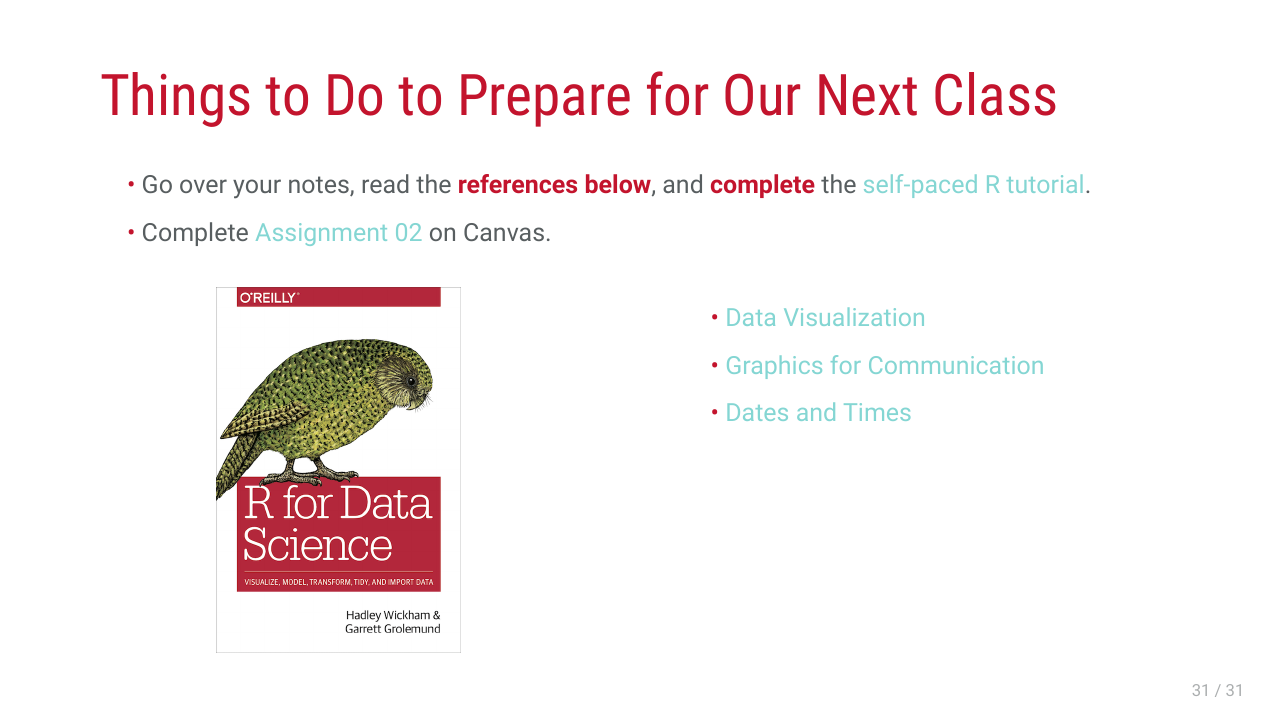 Things to Do to Prepare for Our Next Class
• Go over your notes, read the references below, and complete the self-paced R tutorial.
• Complete Assignment 02 on Canvas.
O'REILLY®
R for Data
Science
VISUALIZE, MODEL, TRANSFORM, TIDY, AND IMPORT DATA
Hadley Wickham &
Garrett Grolemund
• Data Visualization
• Graphics for Communication
• Dates and Times
31 / 31